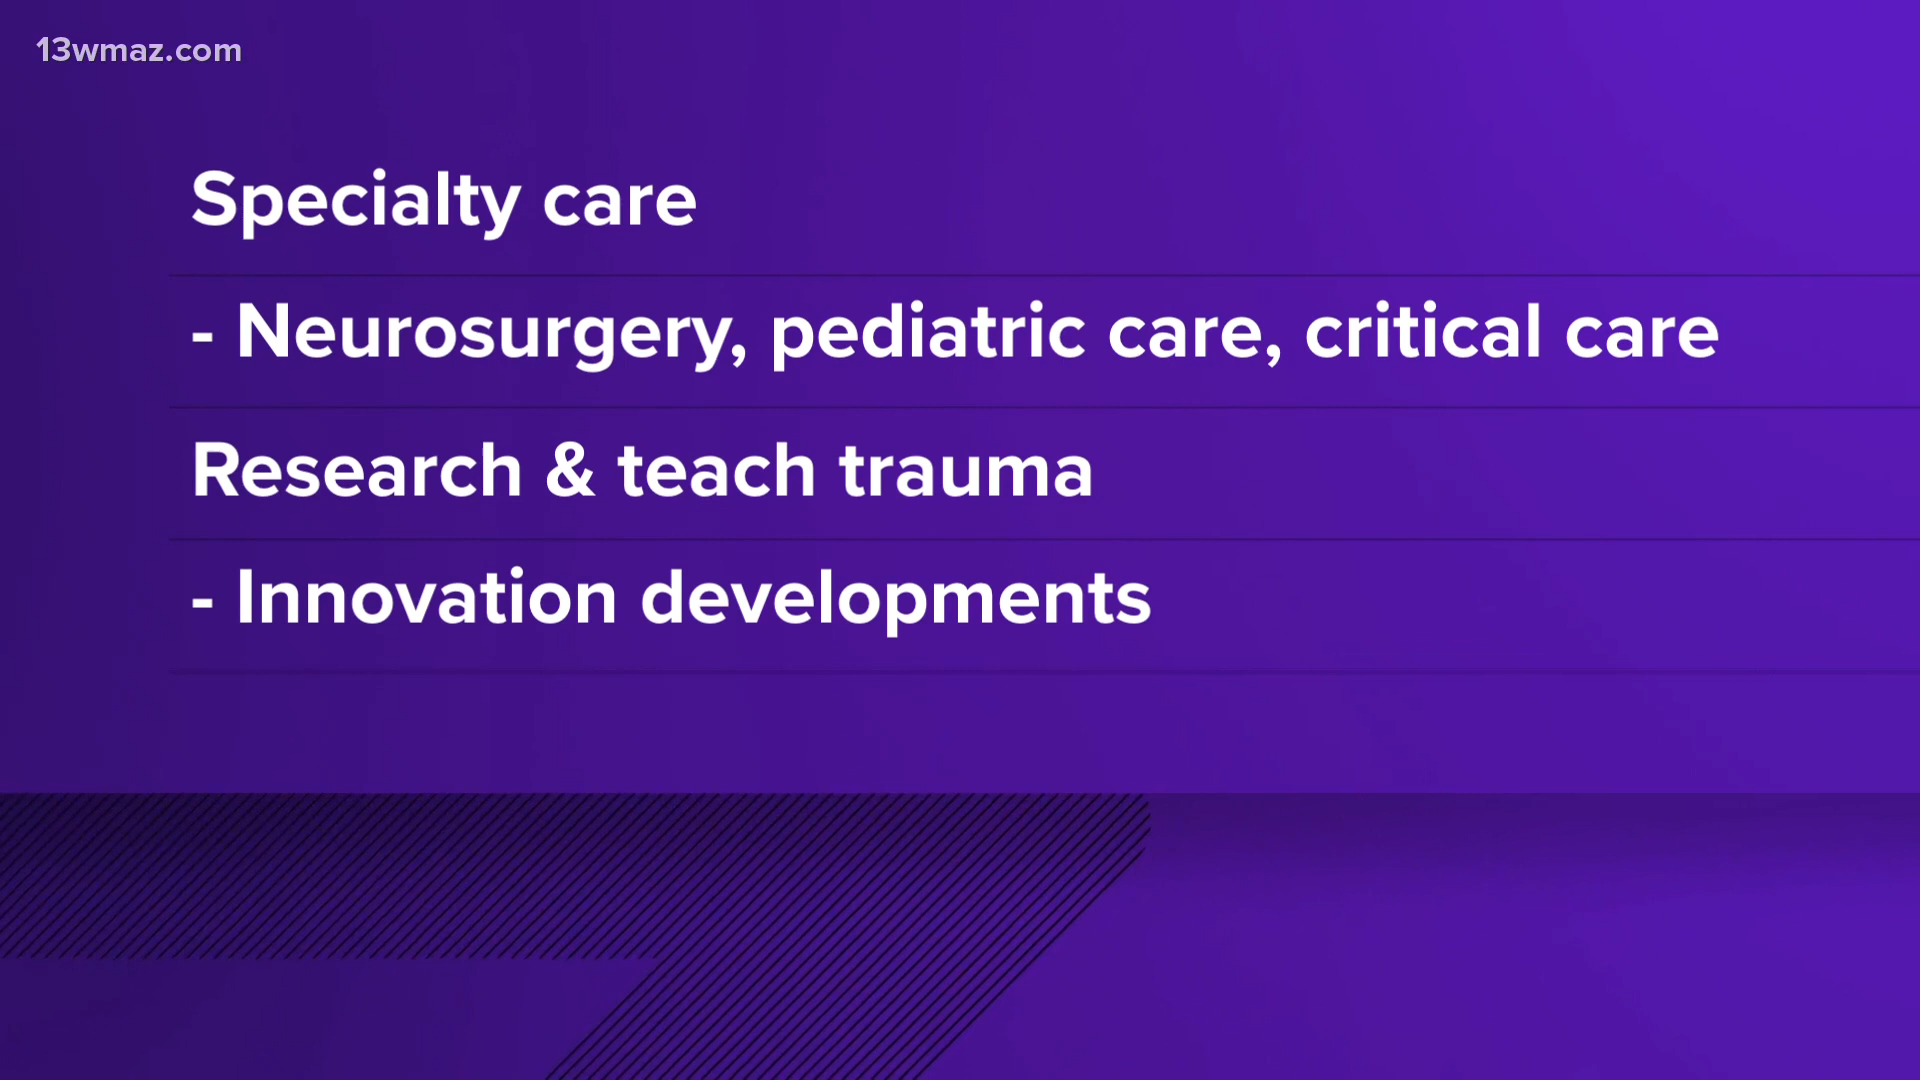 13wmaz.com
Specialty care
- Neurosurgery, pediatric care, critical care
Research & teach trauma
- Innovation developments